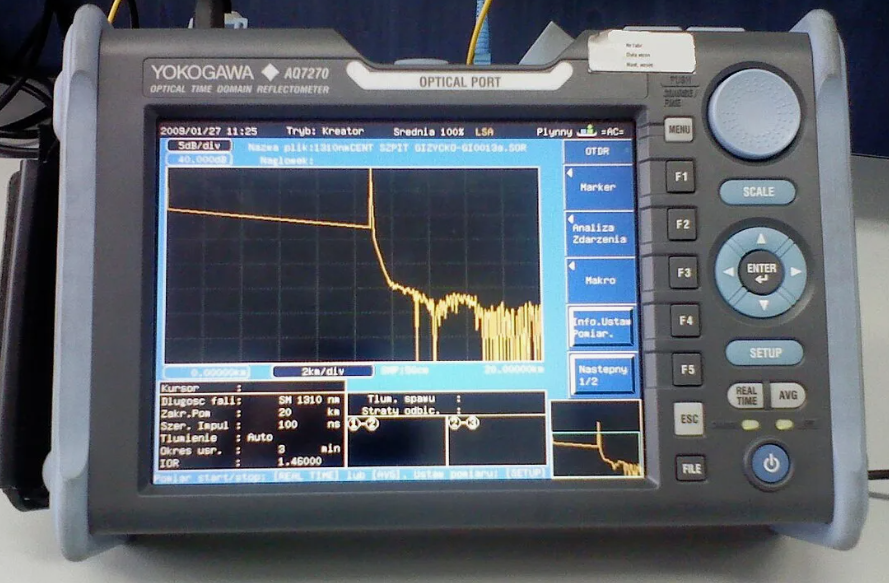 YOKOGAWA ◆ AQ7270
OPTICAL TIME DOMAIN REFLECTOMETER
OPTICAL PORT
2009/01/27 11:25 Tryb: Kreator Srednia 100% LSA Plynny =AC=
5dB/div Nazwa plik:1310nmCENT SZPIT GIZYCKO-GI0013a.SOR
40.000dB Naglowek:
OTDR
Marker
Analiza
Zdarzenia
Makro
Info.Ustaw
Pomiar.
Nastepny
1/2
0.00000km 2km/div 20.00000km
Kursor :
Dlugosc fali: SM 1310 nm
Zakr.Pom : 20 km
Szer. Impul : 100 ns
Tlumienie : Auto
Okres usr. : 3 min
IOR : 1.46000
Tlum. spawu :
Straty odbic. :
①-② ②-③
Pomiar start/stop: [REAL TIME] lub [AVG]. Ustaw pomiaru: [SETUP]
MENU
F1
F2
F3
F4
F5
ESC
FILE
SCALE
ENTER
SETUP
REAL
TIME
AVG